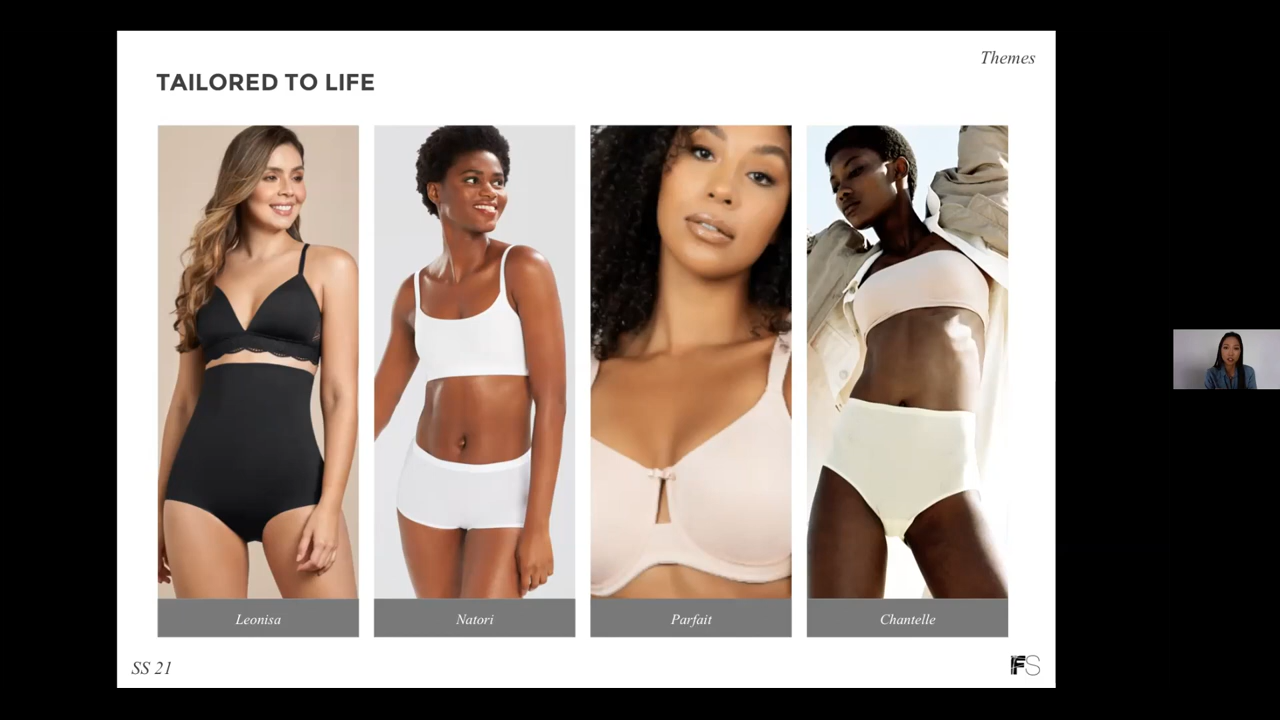 Themes
TAILORED TO LIFE
Leonisa
Natori
Parfait
Chantelle
SS 21
FS